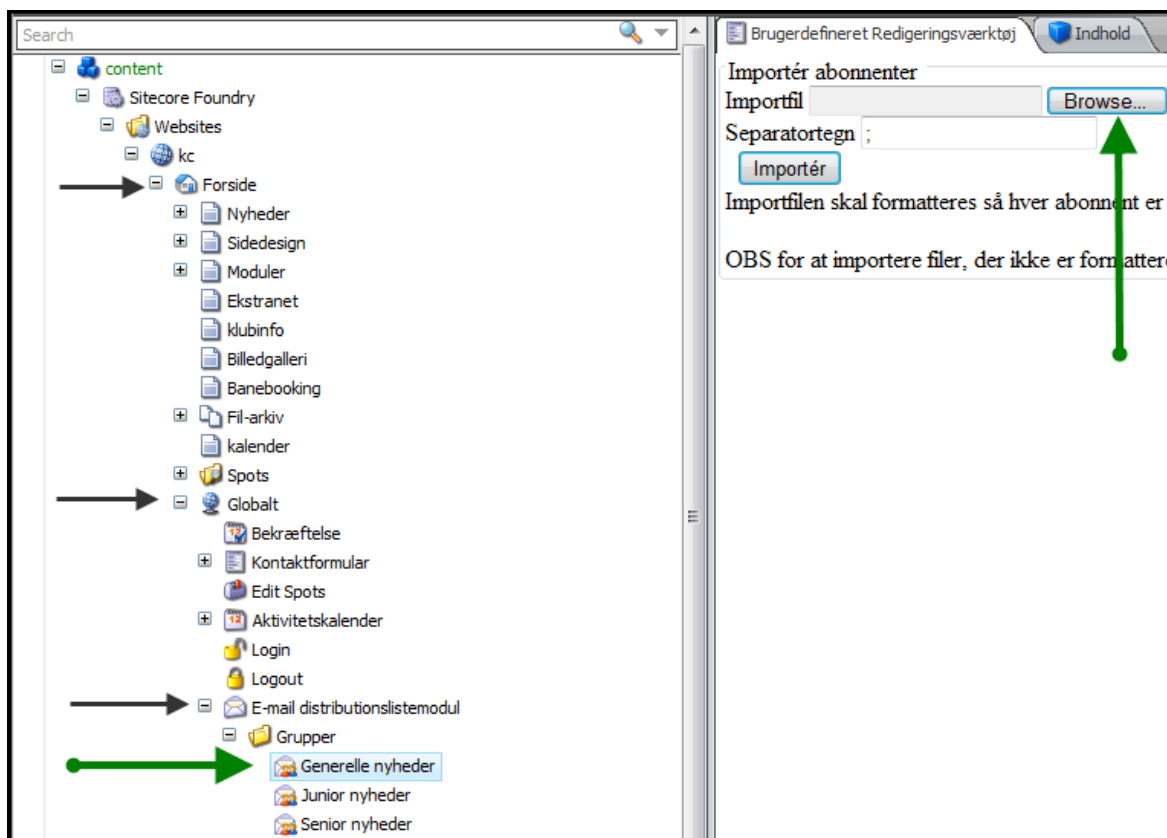 Search
content
Sitecore Foundry
Websites
kc
Forside
Nyheder
Sidedesign
Moduler
Ekstranet
klubinfo
Billedgalleri
Banebooking
Fil-arkiv
kalender
Spots
Globalt
Bekræftelse
Kontaktformular
Edit Spots
Aktivitetskalender
Login
Logout
E-mail distributionslistemodul
Grupper
Generelle nyheder
Junior nyheder
Senior nyheder
Brugerdefineret Redigeringsværktøj Indhold
Importér abonnenter
Importfil Browse...
Separatortegn ;
Importér
Importfilen skal formatteres så hver abonnent er
OBS for at importere filer, der ikke er formattere